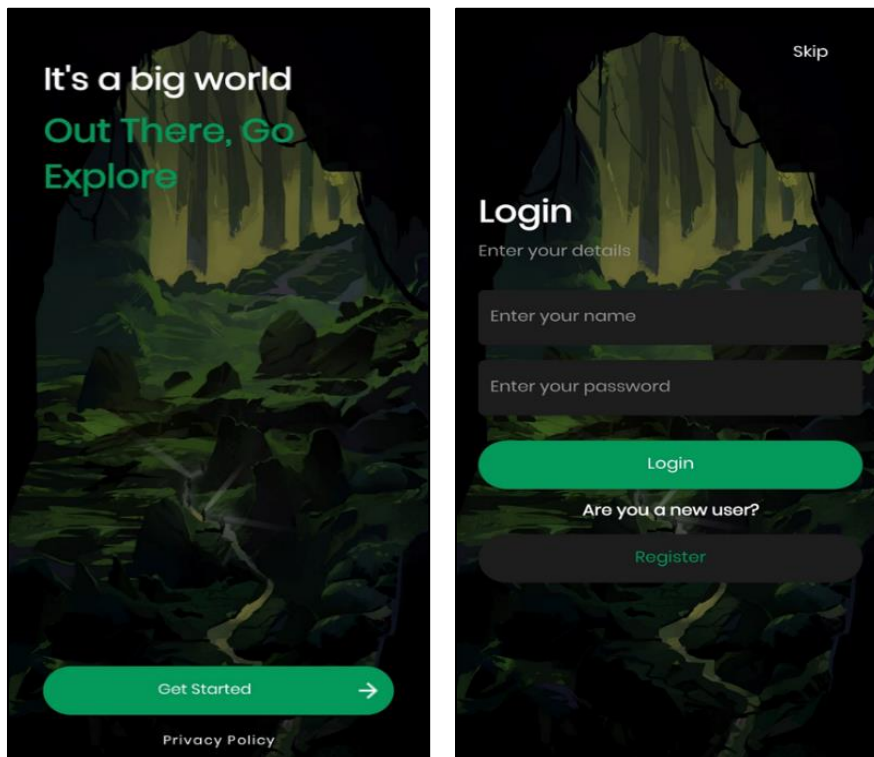 It's a big world
Out There, Go
Explore
Get Started
Privacy Policy
Skip
Login
Enter your details
Enter your name
Enter your password
Login
Are you a new user?
Register